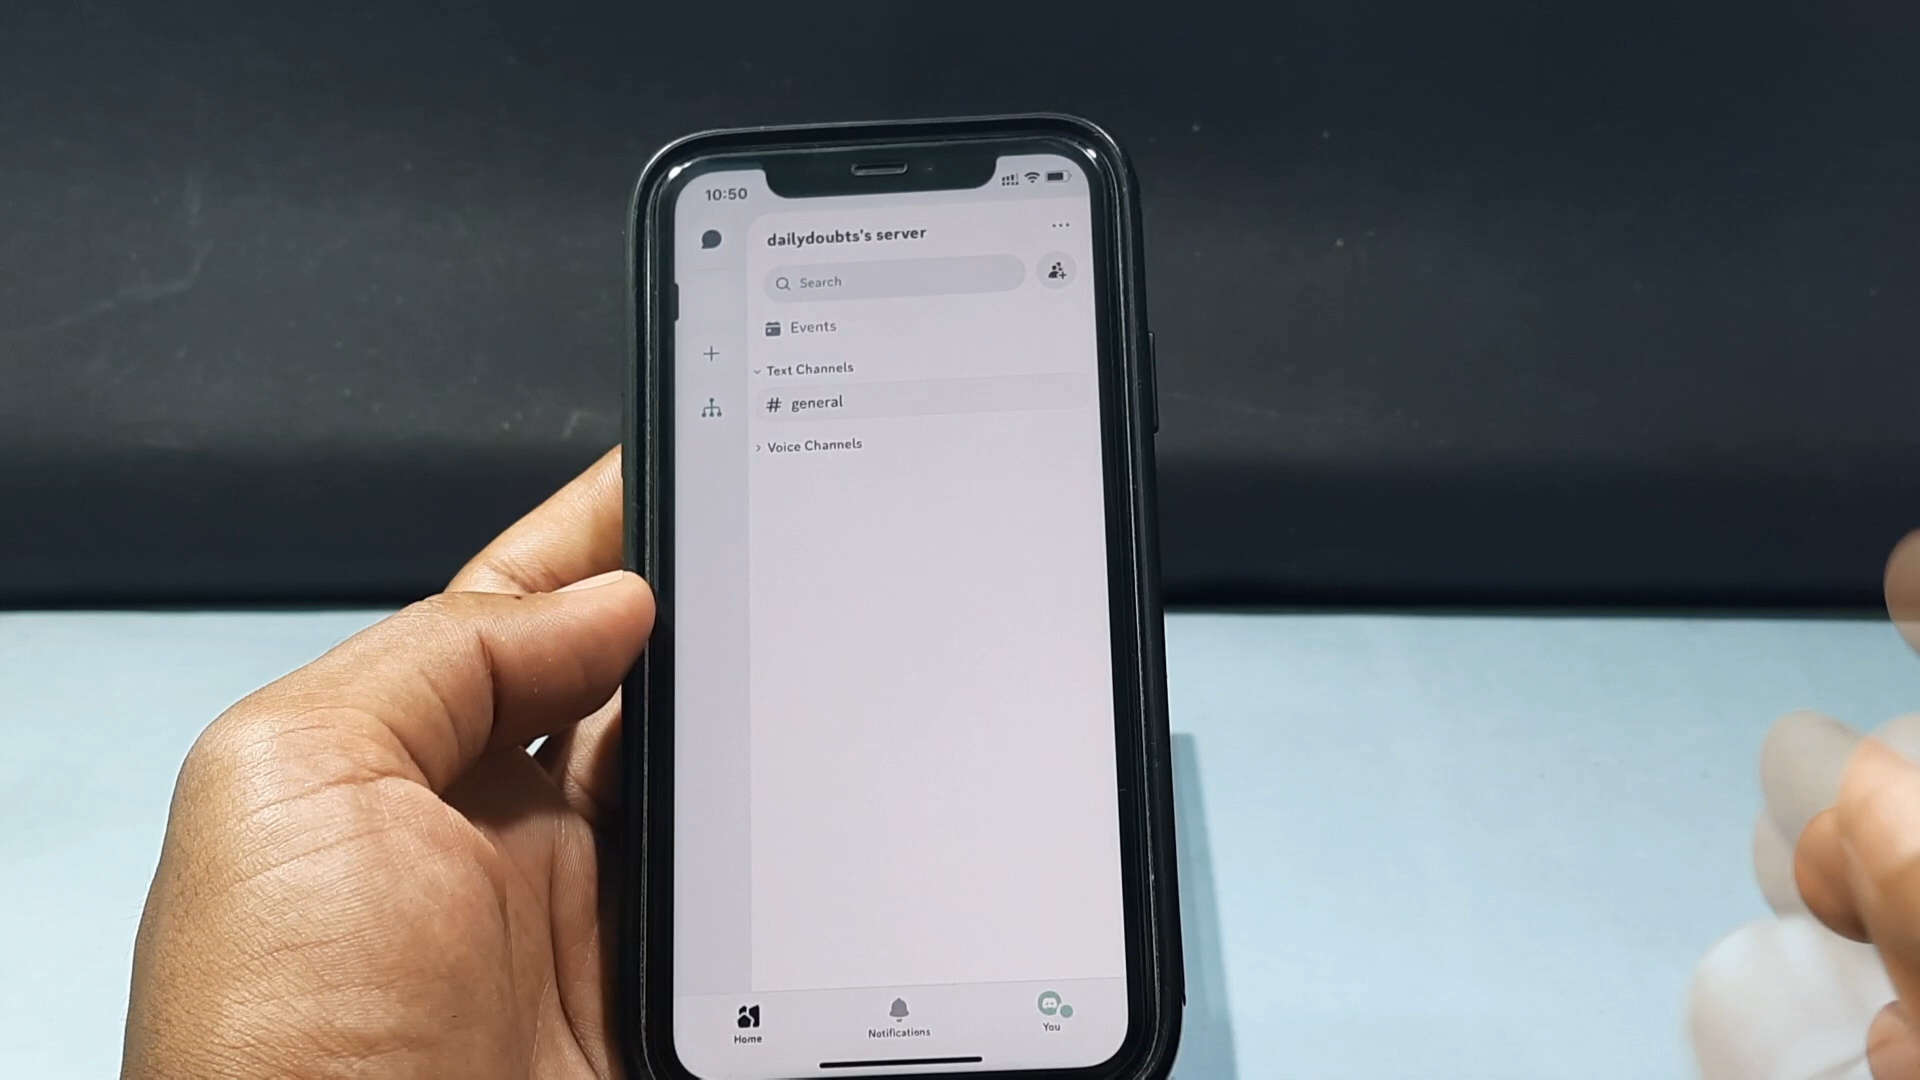 10:50
dailydoubts's server
Search
Events
Text Channels
# general
Voice Channels
Home
Notifications
You